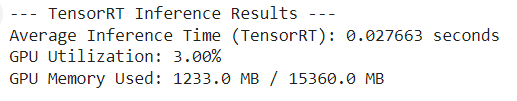 --- TensorRT Inference Results ---
Average Inference Time (TensorRT): 0.027663 seconds
GPU Utilization: 3.00%
GPU Memory Used: 1233.0 MB / 15360.0 MB